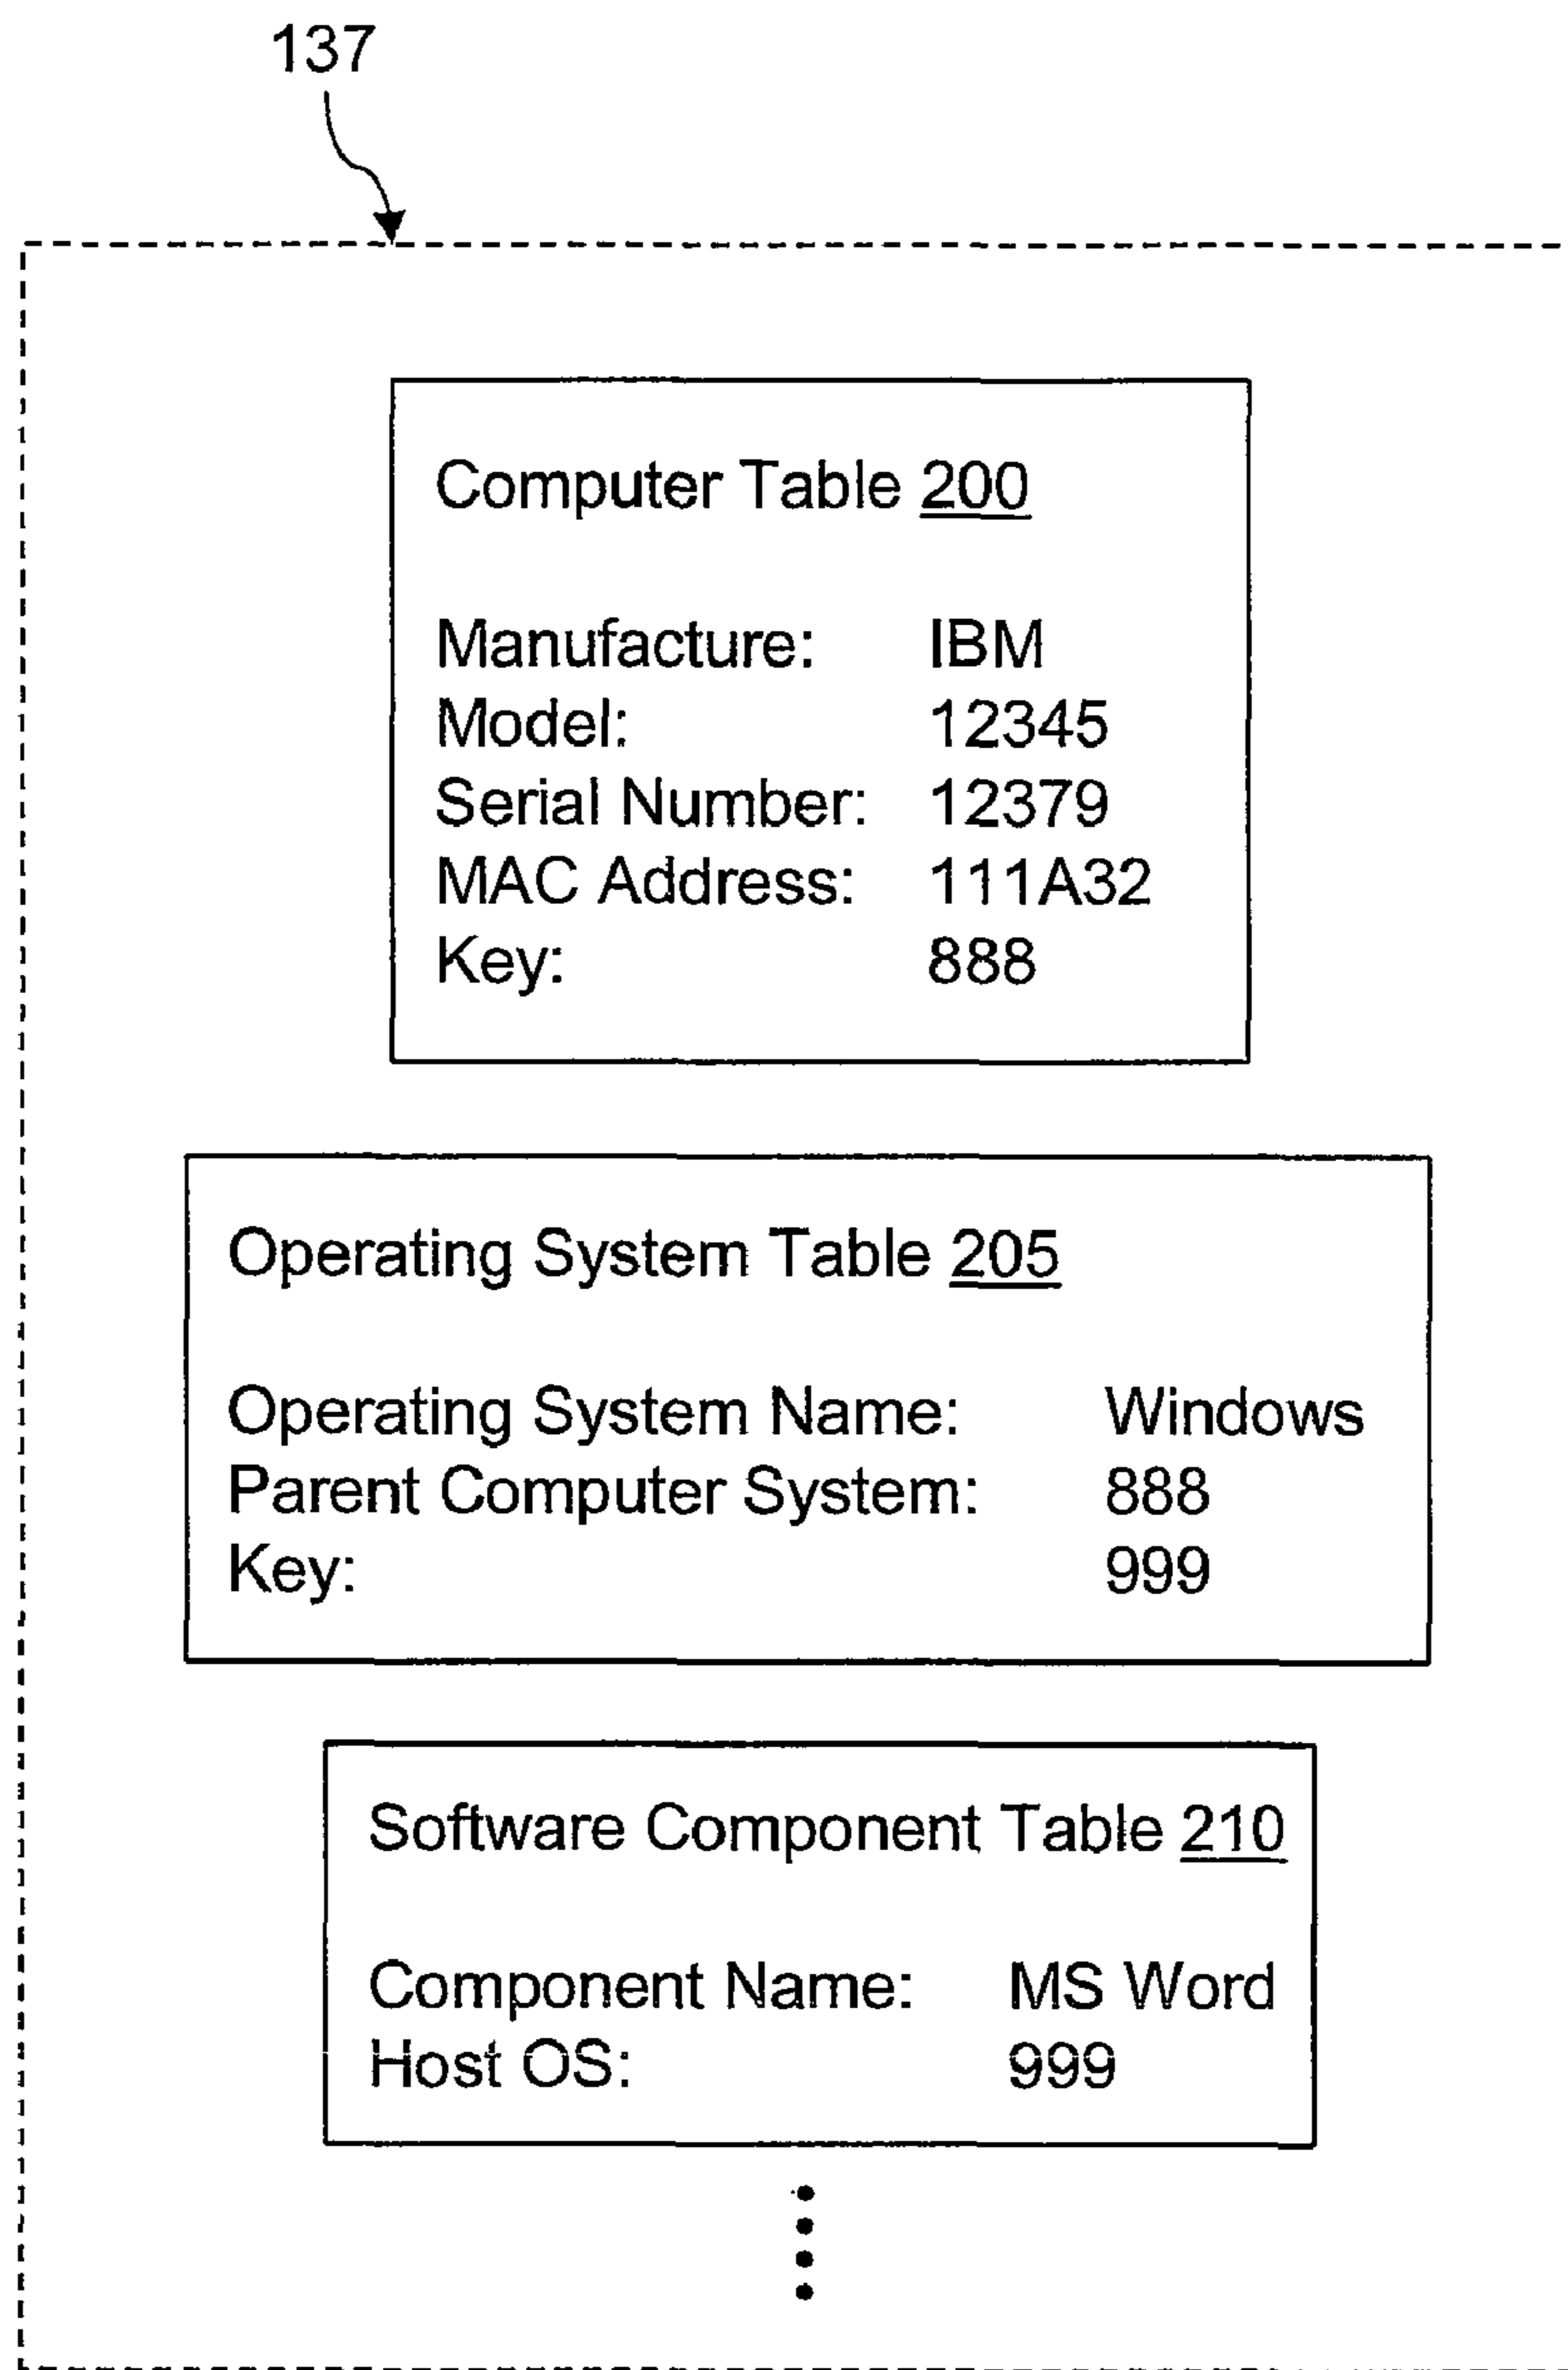 137
Computer Table 200
Manufacture: IBM
Model: 12345
Serial Number: 12379
MAC Address: 111A32
Key: 888
Operating System Table 205
Operating System Name: Windows
Parent Computer System: 888
Key: 999
Software Component Table 210
Component Name: MS Word
Host OS: 999